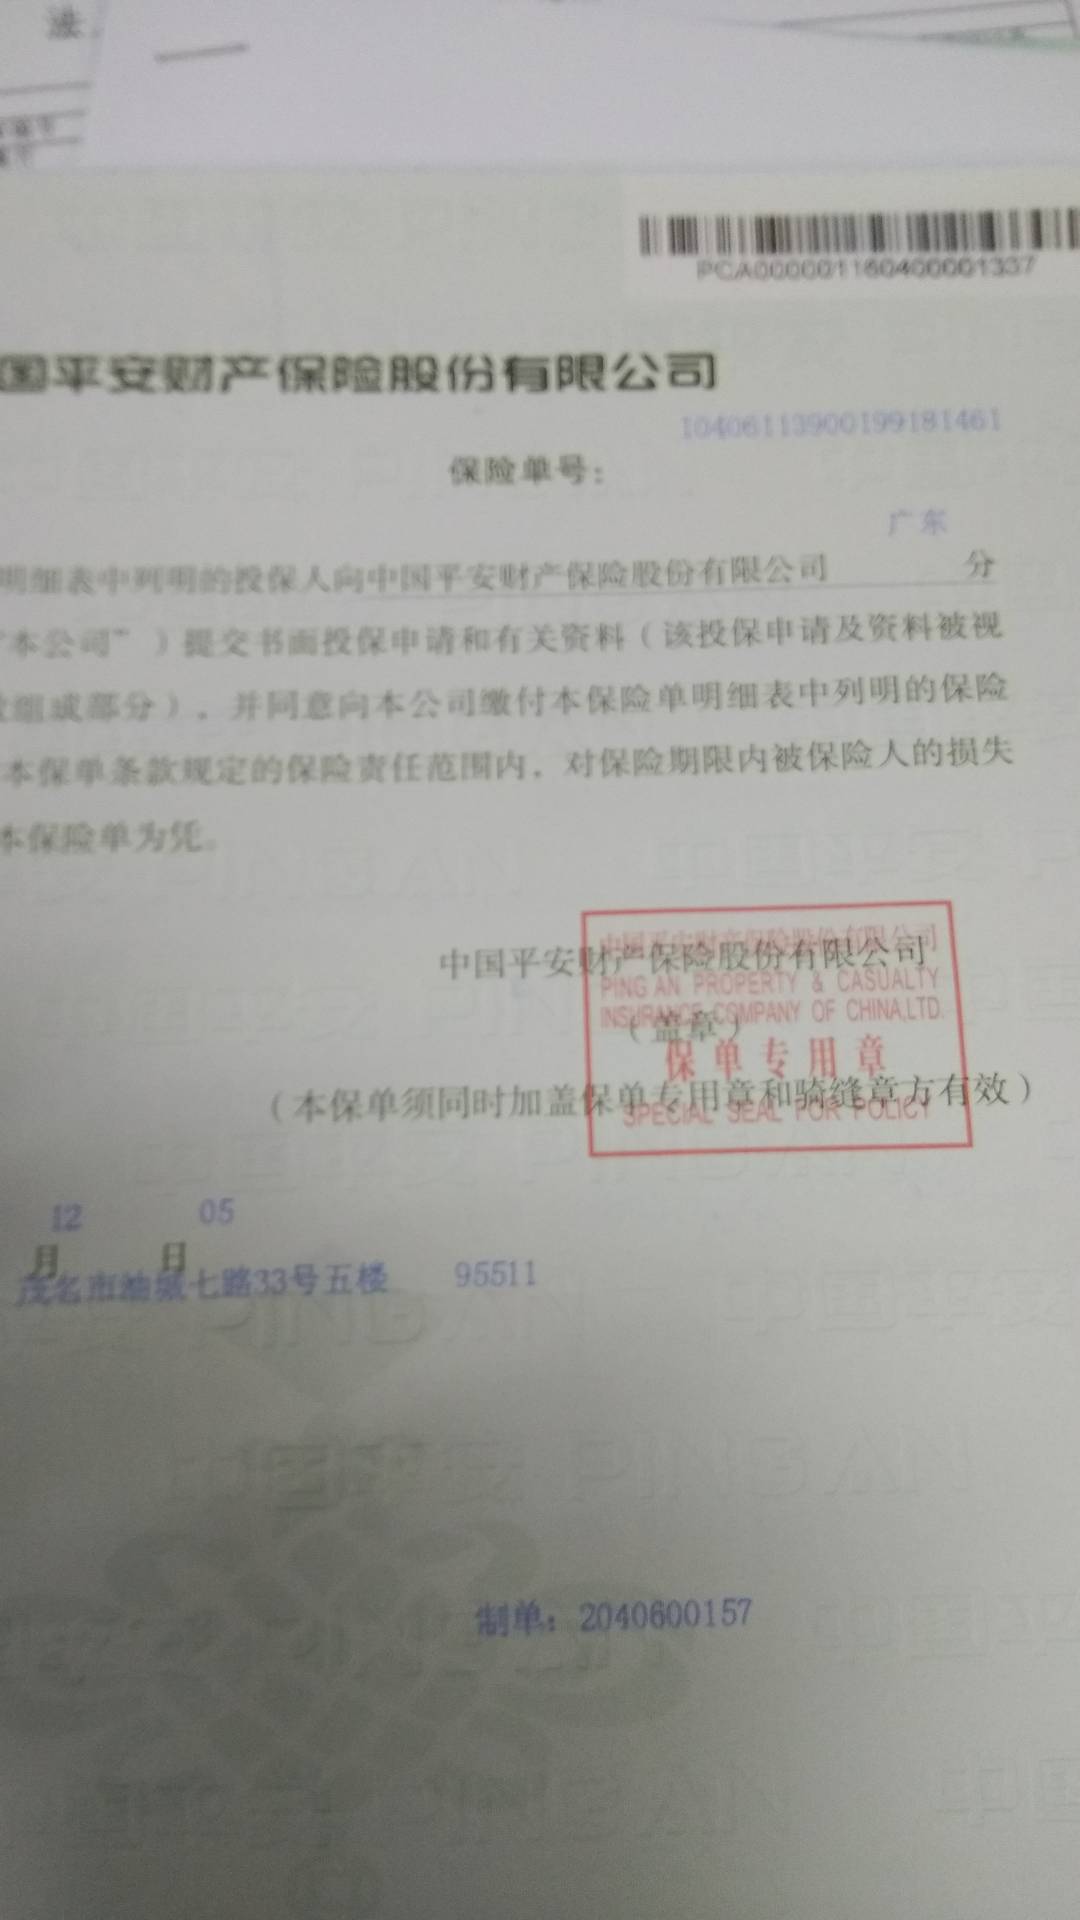 法
PCA0000011604000001337
国平安财产保险股份有限公司
10406113900199181461
保险单号：
广东
明细表中列明的投保人向中国平安财产保险股份有限公司 分
“本公司”）提交书面投保申请和有关资料（该投保申请及资料被视
组成部分），并同意向本公司缴付本保险单明细表中列明的保险
本保单条款规定的保险责任范围内，对保险期限内被保险人的损失
本保险单为凭。
中国平安财产保险股份有限公司
中国平安财产保险股份有限公司
PING AN PROPERTY & CASUALTY
INSURANCE COMPANY OF CHINA,LTD.
（盖章）
保单专用章
（本保单须同时加盖保单专用章和骑缝章方有效）
SPECIAL SEAL FOR POLICY
12 05
月 日
茂名市油城七路33号五楼 95511
中国平安 PING AN
制单：2040600157